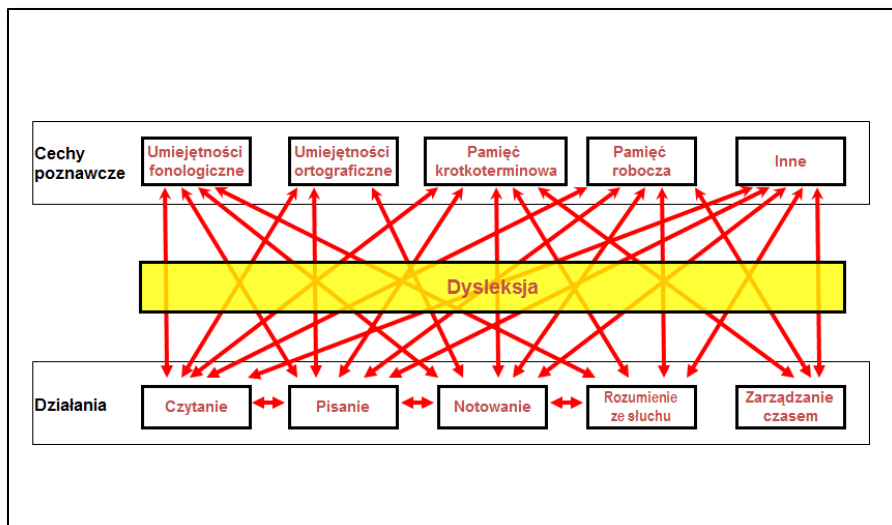 Cechy
poznawcze
Umiejętności
fonologiczne
Umiejętności
ortograficzne
Pamięć
krotkoterminowa
Pamięć
robocza
Inne
Dysleksja
Działania
Czytanie
Pisanie
Notowanie
Rozumienie
ze słuchu
Zarządzanie
czasem